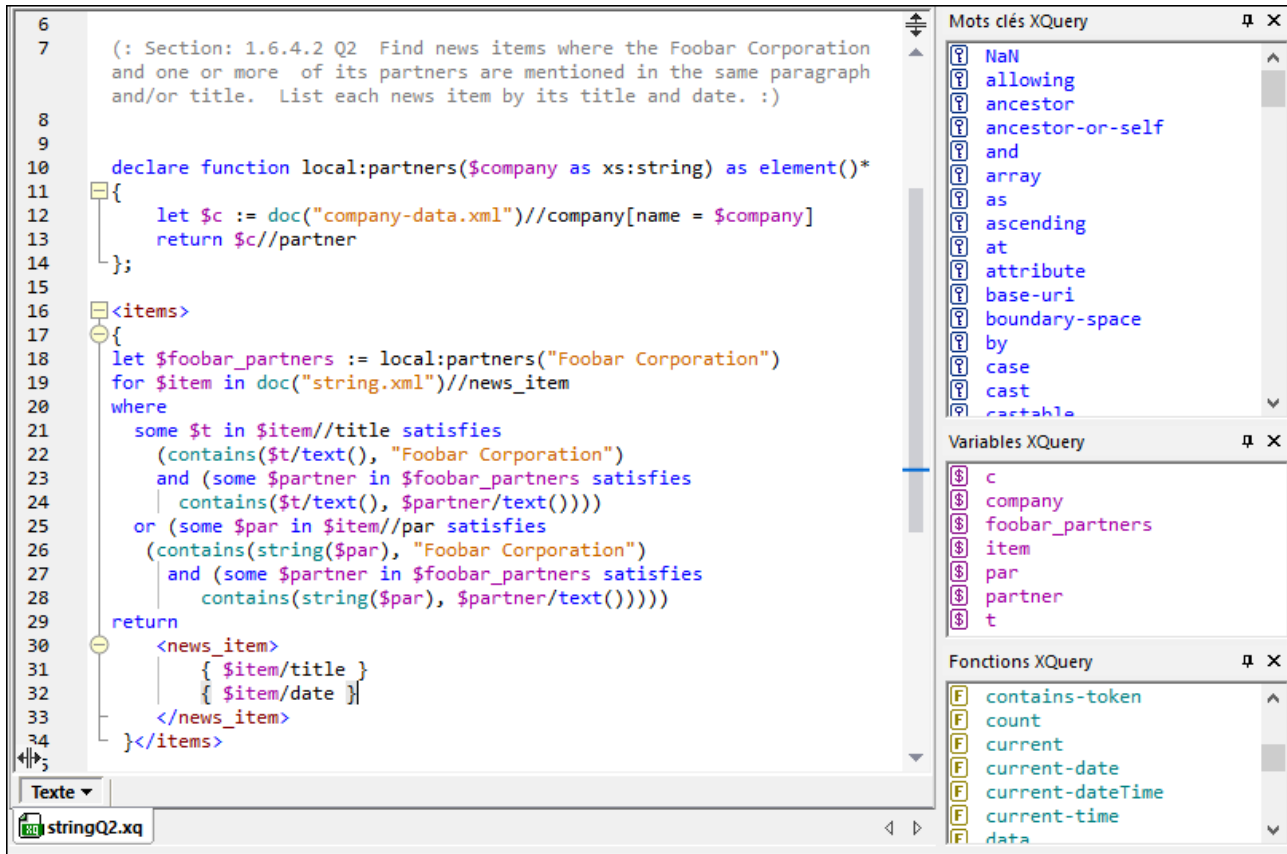 6
7 (: Section: 1.6.4.2 Q2  Find news items where the Foobar Corporation
and one or more  of its partners are mentioned in the same paragraph
and/or title.  List each news item by its title and date. :)
8
9
10 declare function local:partners($company as xs:string) as element()*
11 {
12 let $c := doc("company-data.xml")//company[name = $company]
13 return $c//partner
14 };
15
16 <items>
17 {
18 let $foobar_partners := local:partners("Foobar Corporation")
19 for $item in doc("string.xml")//news_item
20 where
21 some $t in $item//title satisfies
22 (contains($t/text(), "Foobar Corporation")
23 and (some $partner in $foobar_partners satisfies
24 contains($t/text(), $partner/text())))
25 or (some $par in $item//par satisfies
26 (contains(string($par), "Foobar Corporation")
27 and (some $partner in $foobar_partners satisfies
28 contains(string($par), $partner/text()))))
29 return
30 <news_item>
31 { $item/title }
32 { $item/date }
33 </news_item>
34 }</items>
Texte
stringQ2.xq
Mots clés XQuery
NaN
allowing
ancestor
ancestor-or-self
and
array
as
ascending
at
attribute
base-uri
boundary-space
by
case
cast
castable
Variables XQuery
c
company
foobar_partners
item
par
partner
t
Fonctions XQuery
contains-token
count
current
current-date
current-dateTime
current-time
data